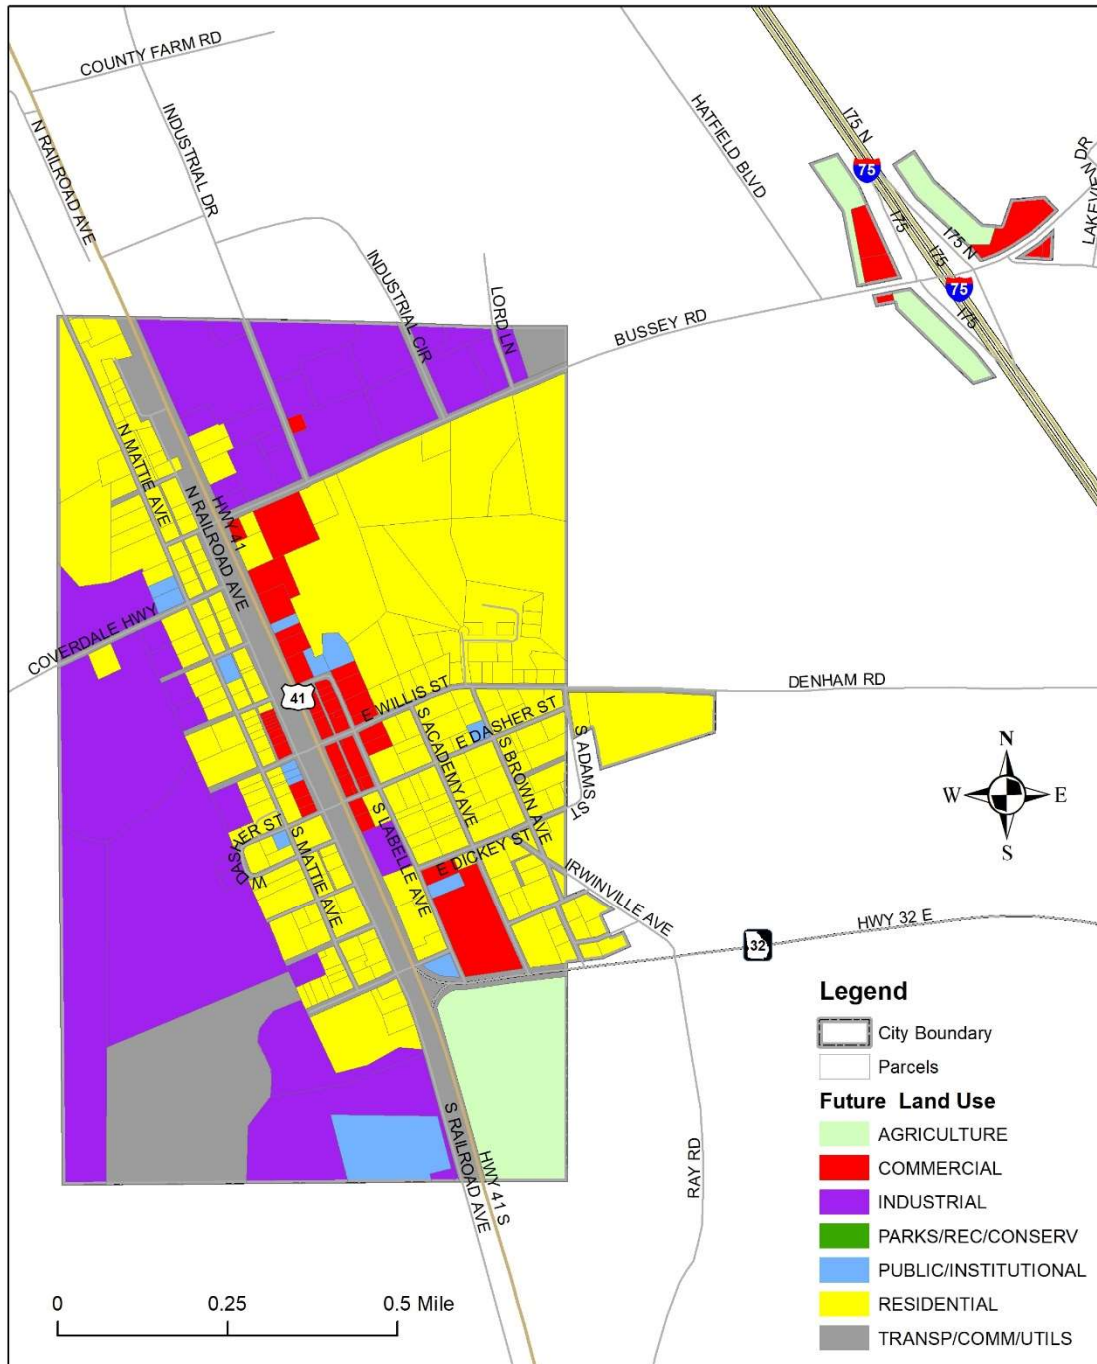 COUNTY FARM RD
N RAILROAD AVE
INDUSTRIAL DR
HATFIELD BLVD
I75 N
75
LAKEVIEW DR
I75
I75 N
I75
75
I75
INDUSTRIAL CIR
LORD LN
BUSSEY RD
N MATTIE AVE
HWY 41
N RAILROAD AVE
COVERDALE HWY
41
E WILLIS ST
DENHAM RD
S ACADEMY AVE
E DASHER ST
S BROWN AVE
S ADAMS
ST
W DASHER ST
S MATTIE AVE
S LABELLE AVE
E DICKEY ST
IRWINVILLE AVE
N
W E
S
HWY 32 E
32
RAY RD
S RAILROAD AVE
HWY 41 S
Legend
City Boundary
Parcels
Future Land Use
AGRICULTURE
COMMERCIAL
INDUSTRIAL
PARKS/REC/CONSERV
PUBLIC/INSTITUTIONAL
RESIDENTIAL
TRANSP/COMM/UTILS
0 0.25 0.5 Mile